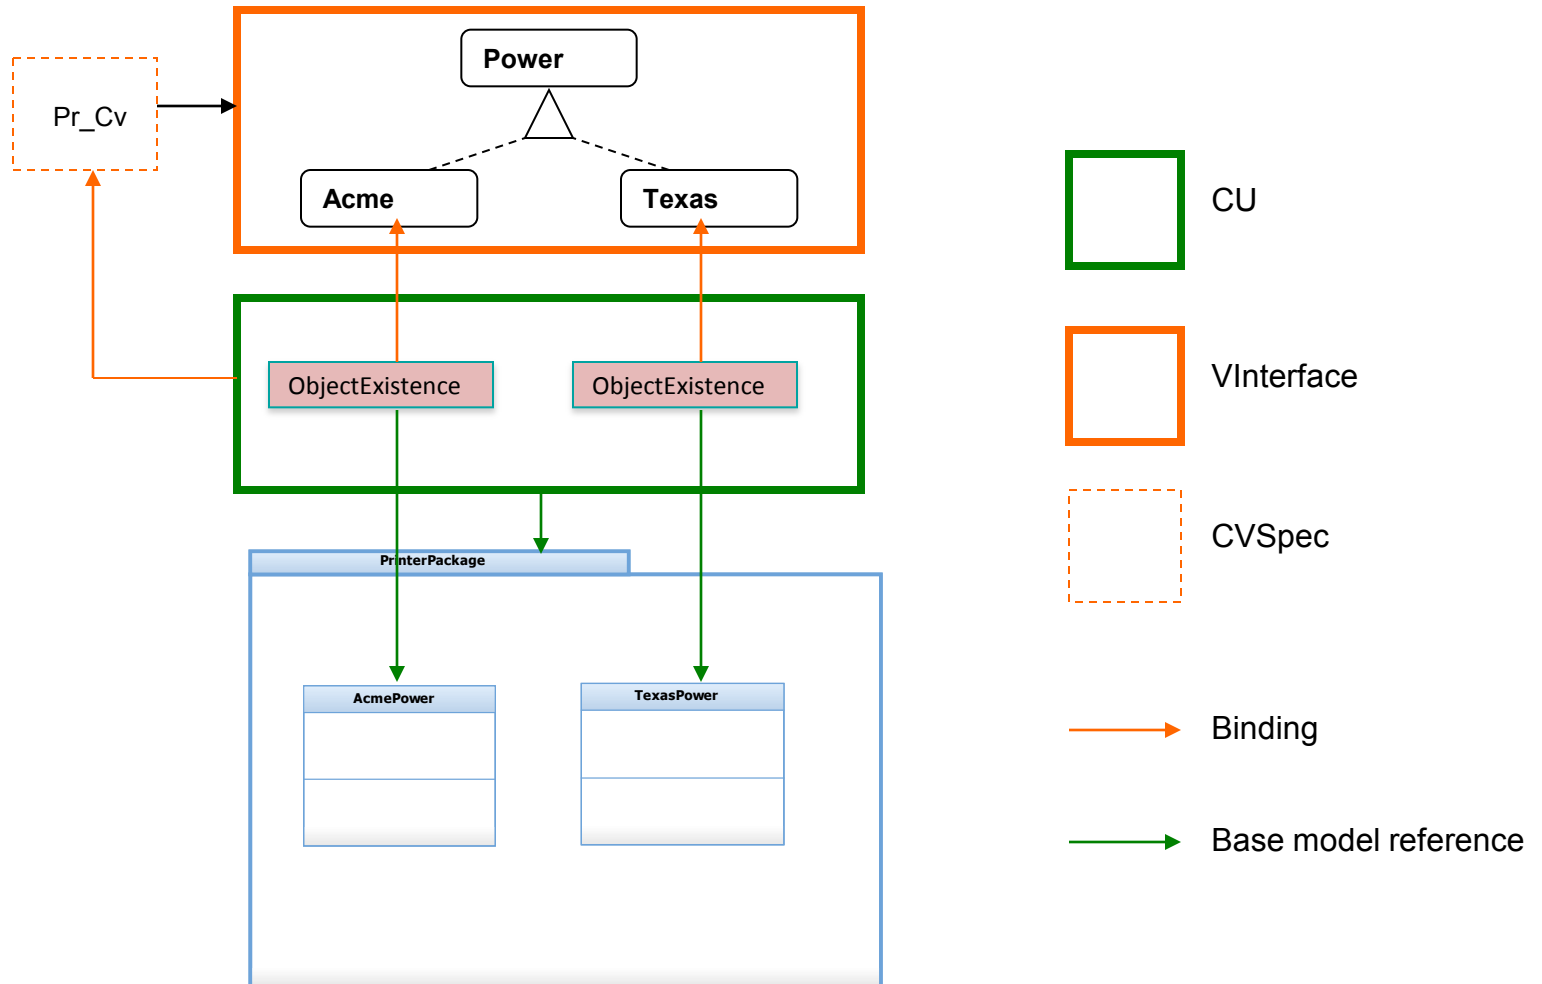 Power
Pr_Cv
Acme
Texas
CU
ObjectExistence
ObjectExistence
VInterface
CVSpec
PrinterPackage
AcmePower
TexasPower
Binding
Base model reference